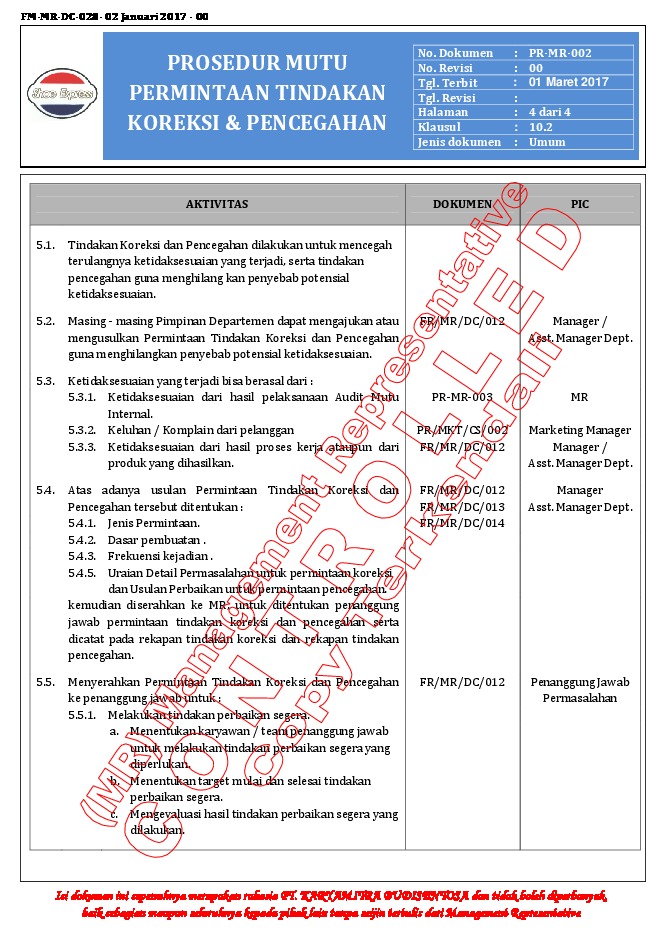 FM-MR-DC-028- 02 Januari 2017 - 00
Shoe Express
PROSEDUR MUTU
PERMINTAAN TINDAKAN
KOREKSI & PENCEGAHAN
No. Dokumen : PR-MR-002
No. Revisi : 00
Tgl. Terbit : 01 Maret 2017
Tgl. Revisi :
Halaman : 4 dari 4
Klausul : 10.2
Jenis dokumen : Umum
AKTIVITAS DOKUMEN PIC
5.1. Tindakan Koreksi dan Pencegahan dilakukan untuk mencegah
terulangnya ketidaksesuaian yang terjadi, serta tindakan
pencegahan guna menghilang kan penyebab potensial
ketidaksesuaian.
5.2. Masing - masing Pimpinan Departemen dapat mengajukan atau FR/MR/DC/012 Manager /
mengusulkan Permintaan Tindakan Koreksi dan Pencegahan Asst. Manager Dept.
guna menghilangkan penyebab potensial ketidaksesuaian.
5.3. Ketidaksesuaian yang terjadi bisa berasal dari :
5.3.1. Ketidaksesuaian dari hasil pelaksanaan Audit Mutu PR-MR-003 MR
Internal.
5.3.2. Keluhan / Komplain dari pelanggan PR/MKT/CS/002 Marketing Manager
5.3.3. Ketidaksesuaian dari hasil proses kerja ataupun dari FR/MR/DC/012 Manager /
produk yang dihasilkan. Asst. Manager Dept.
5.4. Atas adanya usulan Permintaan Tindakan Koreksi dan FR/MR/DC/012 Manager
Pencegahan tersebut ditentukan : FR/MR/DC/013 Asst. Manager Dept.
5.4.1. Jenis Permintaan. FR/MR/DC/014
5.4.2. Dasar pembuatan .
5.4.3. Frekuensi kejadian .
5.4.5. Uraian Detail Permasalahan untuk permintaan koreksi
dan Usulan Perbaikan untuk permintaan pencegahan.
kemudian diserahkan ke MR, untuk ditentukan penanggung
jawab permintaan tindakan koreksi dan pencegahan serta
dicatat pada rekapan tindakan koreksi dan rekapan tindakan
pencegahan.
5.5. Menyerahkan Permintaan Tindakan Koreksi dan Pencegahan FR/MR/DC/012 Penanggung Jawab
ke penanggung jawab untuk : Permasalahan
5.5.1. Melakukan tindakan perbaikan segera.
a. Menentukan karyawan / team penanggung jawab
untuk melakukan tindakan perbaikan segera yang
diperlukan.
b. Menentukan target mulai dan selesai tindakan
perbaikan segera.
c. Mengevaluasi hasil tindakan perbaikan segera yang
dilakukan.
(MR) Management Representative
CONTROLLED
Copy Terkendali
Isi dokumen ini sepenuhnya merupakan rahasia PT. KARYAMITRA BUDISENTOSA dan tidak boleh diperbanyak,
baik sebagian maupun seluruhnya kepada pihak lain tanpa seijin tertulis dari Management Representative